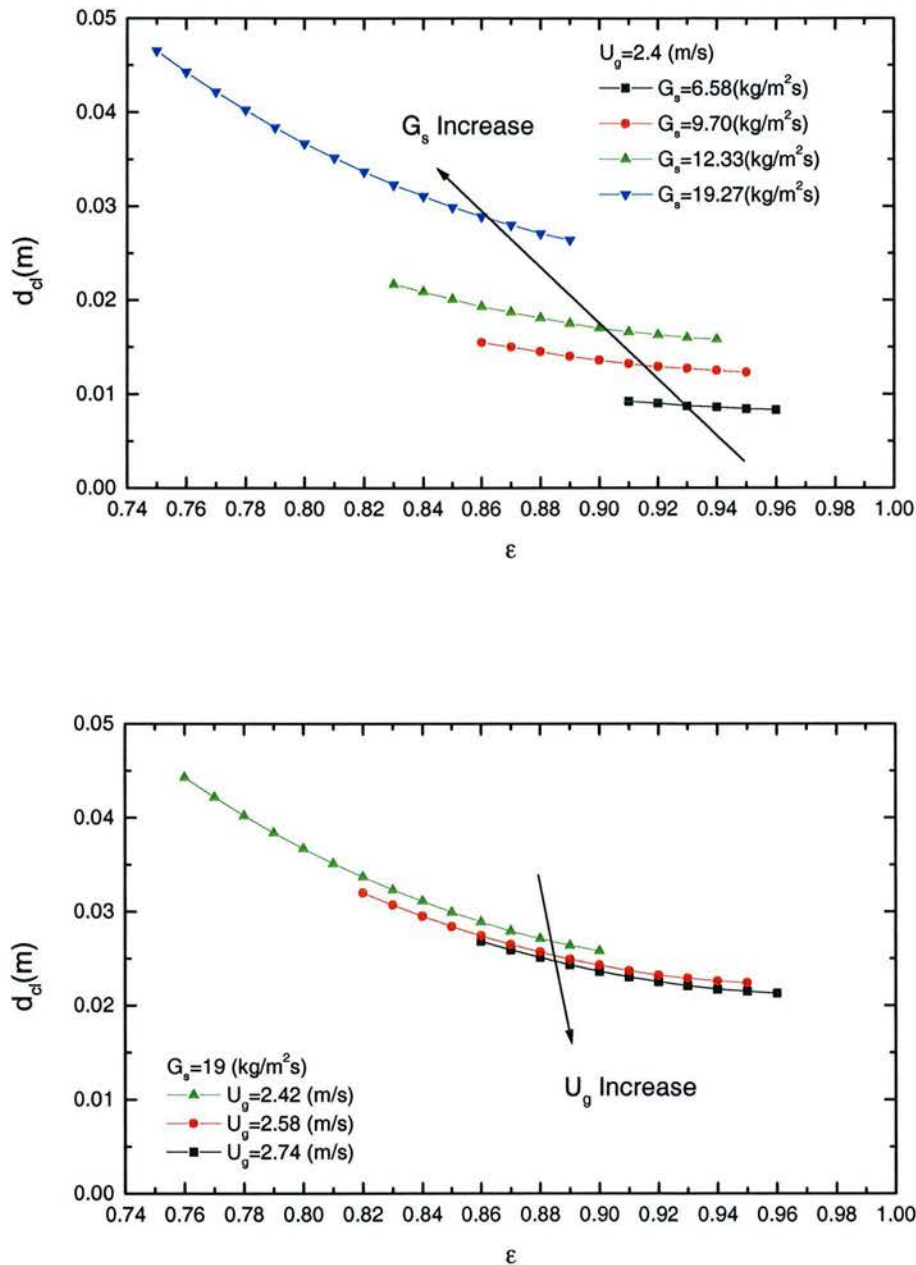 0.05
U_g=2.4 (m/s)
G_s=6.58(kg/m²s)
G_s=9.70(kg/m²s)
G_s=12.33(kg/m²s)
G_s=19.27(kg/m²s)
G_s Increase
0.04
0.03
d_cl(m)
0.02
0.01
0.00
0.74 0.76 0.78 0.80 0.82 0.84 0.86 0.88 0.90 0.92 0.94 0.96 0.98 1.00
ε
0.05
0.04
0.03
d_cl(m)
0.02
0.01
0.00
G_s=19 (kg/m²s)
U_g=2.42 (m/s)
U_g=2.58 (m/s)
U_g=2.74 (m/s)
U_g Increase
0.74 0.76 0.78 0.80 0.82 0.84 0.86 0.88 0.90 0.92 0.94 0.96 0.98 1.00
ε